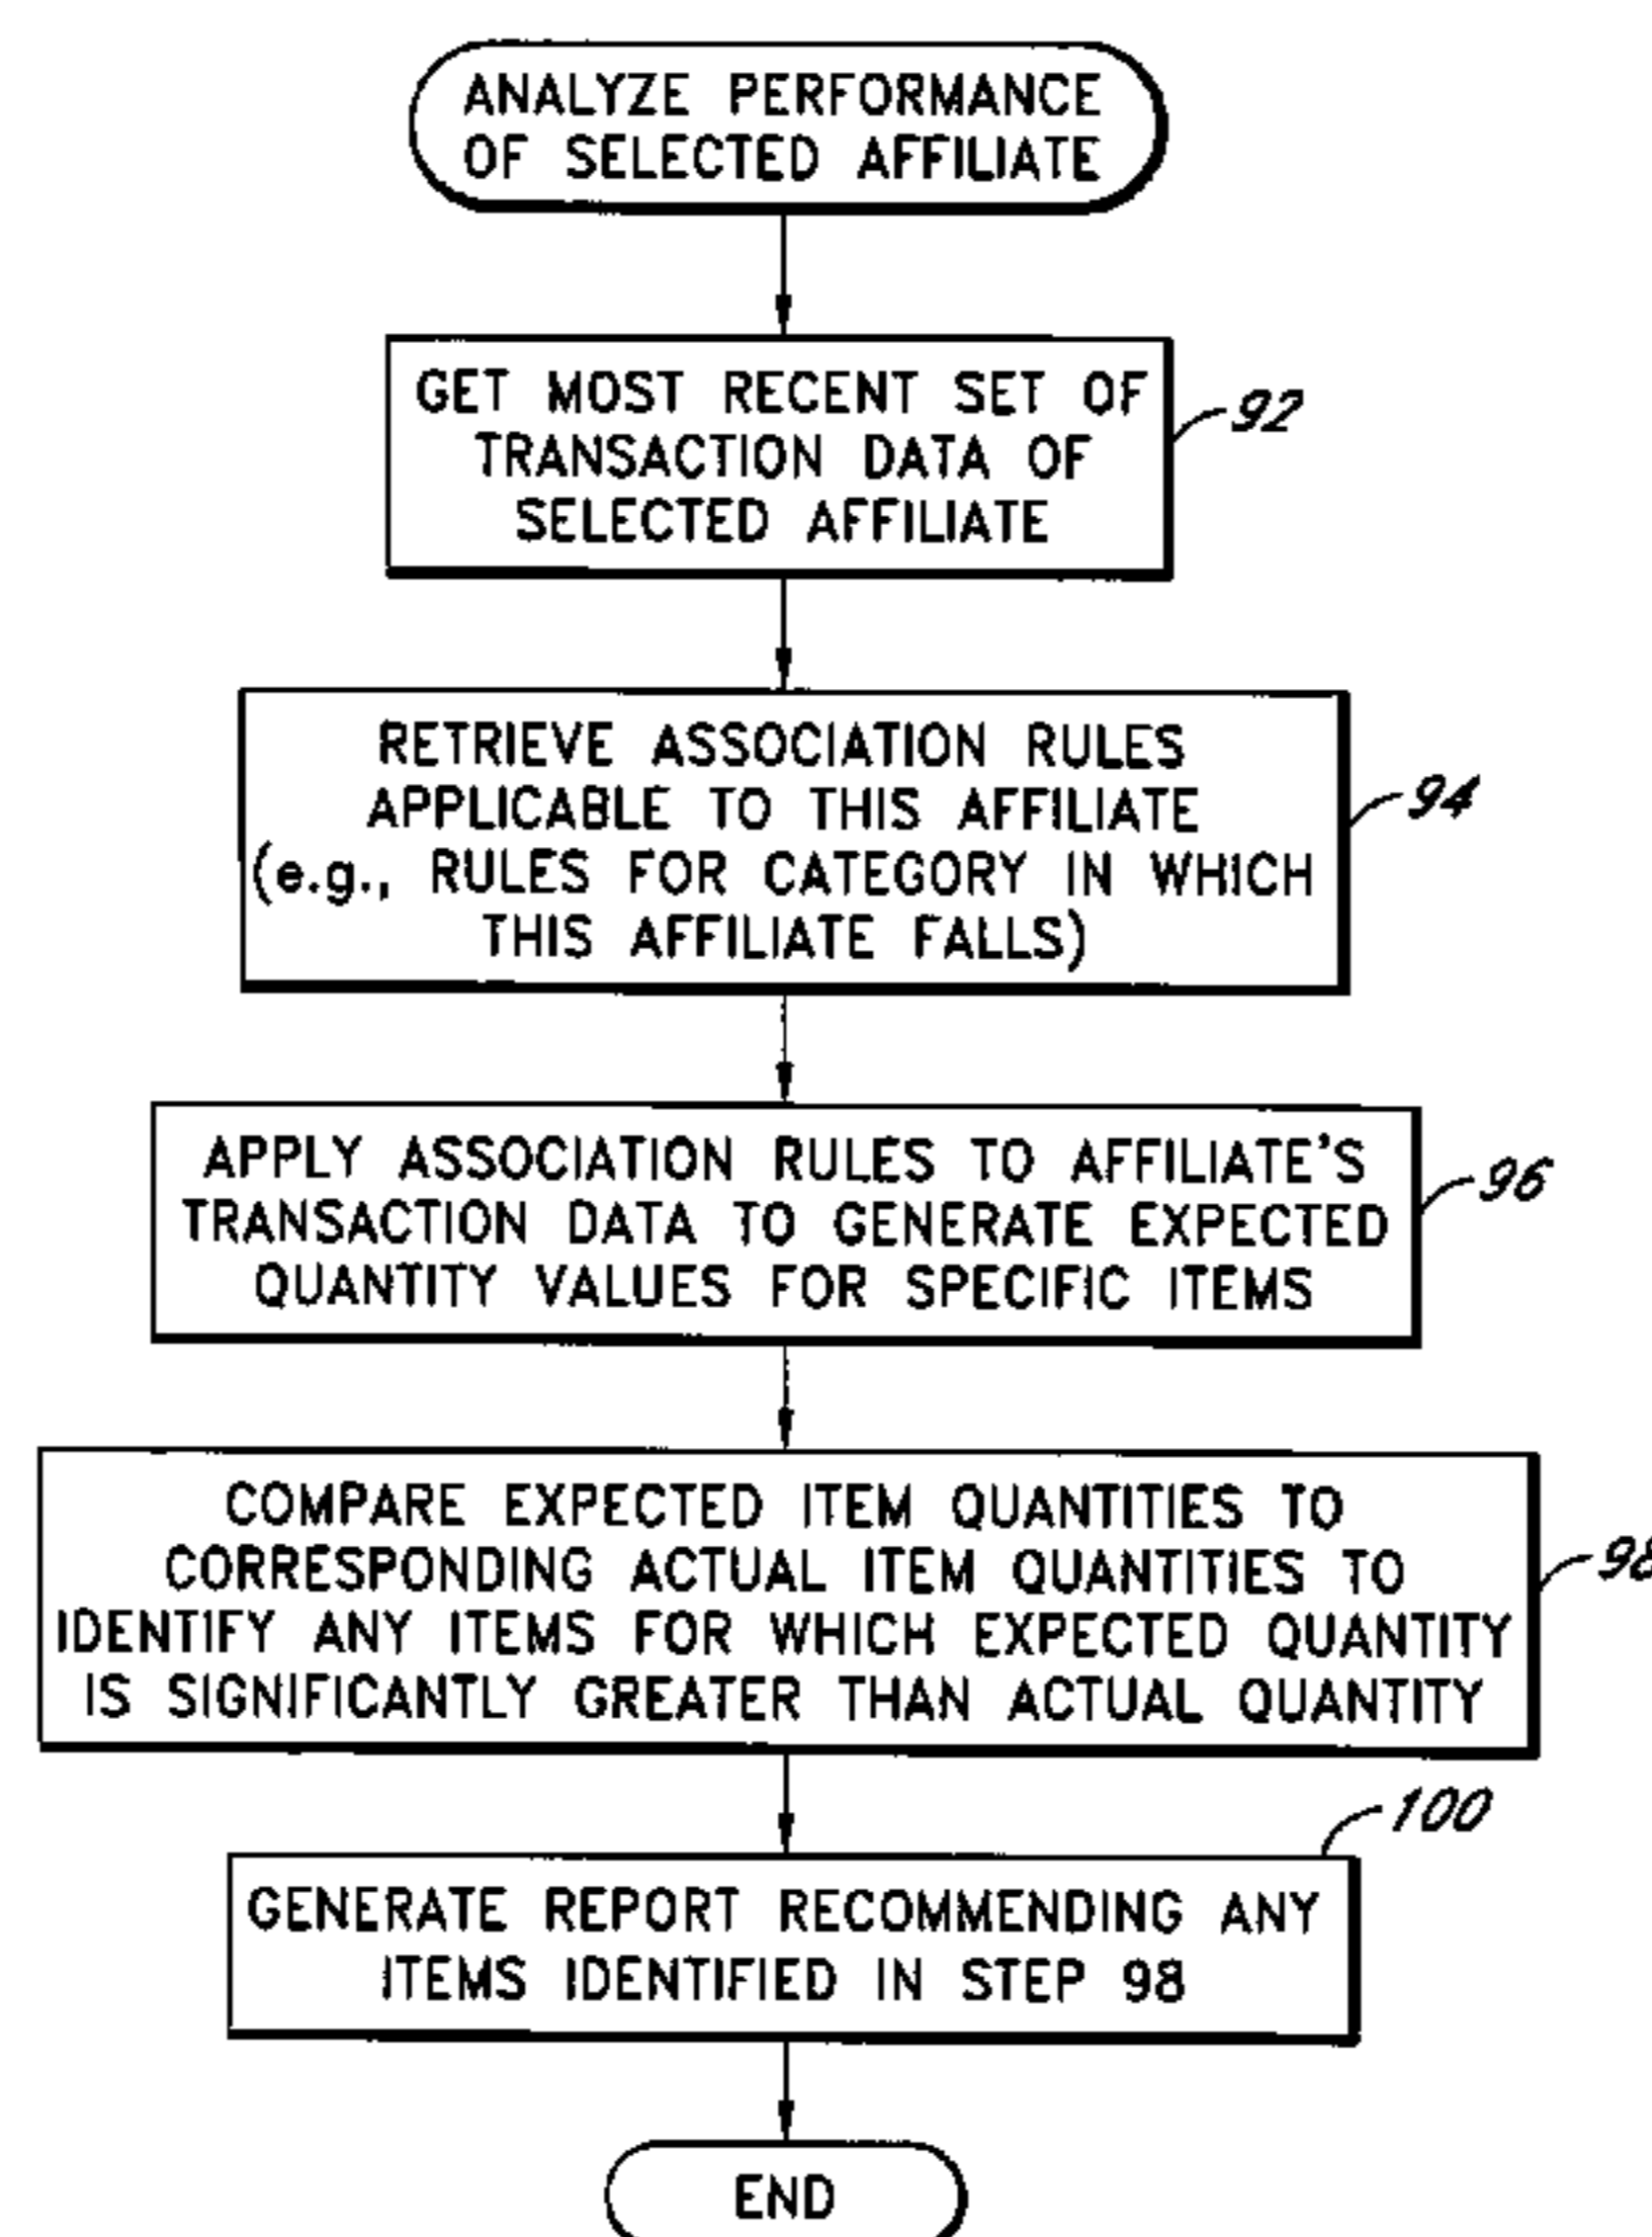 ANALYZE PERFORMANCE
OF SELECTED AFFILIATE
GET MOST RECENT SET OF
TRANSACTION DATA OF
SELECTED AFFILIATE
92
RETRIEVE ASSOCIATION RULES
APPLICABLE TO THIS AFFILIATE
(e.g., RULES FOR CATEGORY IN WHICH
THIS AFFILIATE FALLS)
94
APPLY ASSOCIATION RULES TO AFFILIATE'S
TRANSACTION DATA TO GENERATE EXPECTED
QUANTITY VALUES FOR SPECIFIC ITEMS
96
COMPARE EXPECTED ITEM QUANTITIES TO
CORRESPONDING ACTUAL ITEM QUANTITIES TO
IDENTIFY ANY ITEMS FOR WHICH EXPECTED QUANTITY
IS SIGNIFICANTLY GREATER THAN ACTUAL QUANTITY
98
100
GENERATE REPORT RECOMMENDING ANY
ITEMS IDENTIFIED IN STEP 98
END